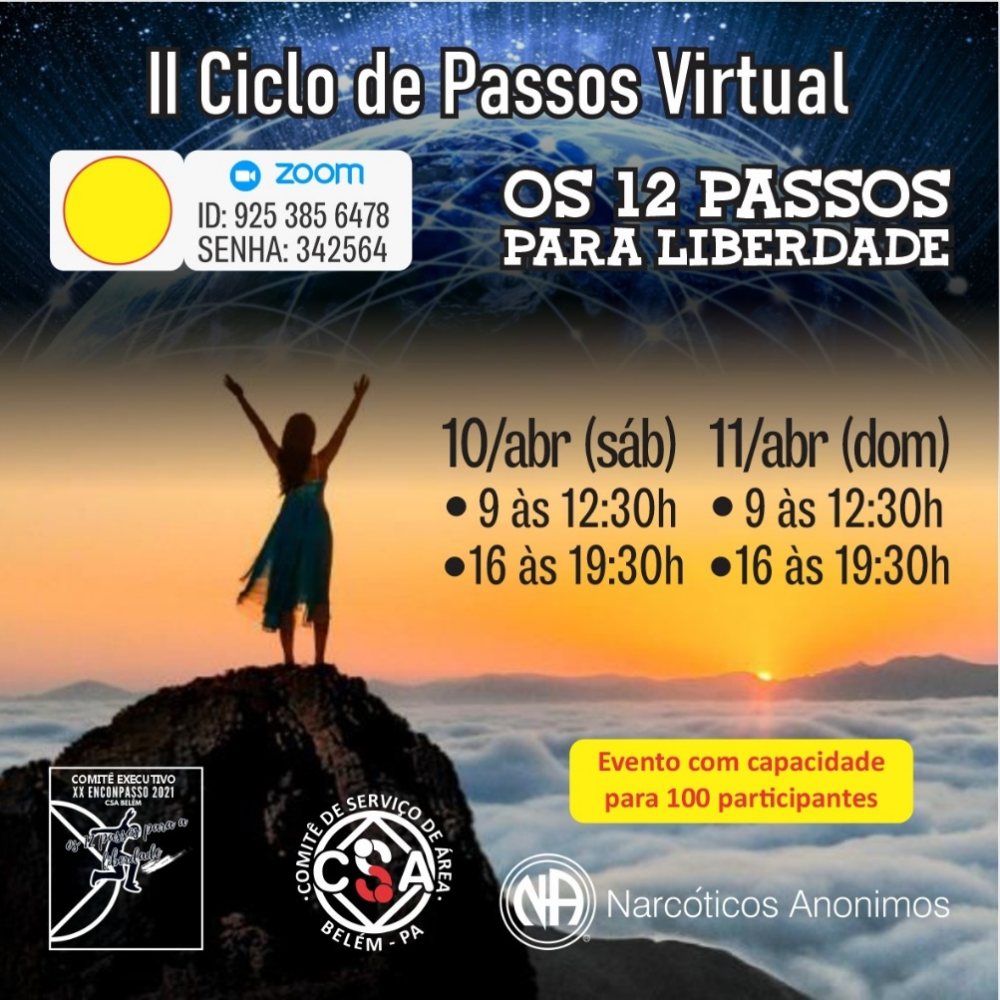 II Ciclo de Passos Virtual
zoom
ID: 925 385 6478
SENHA: 342564
OS 12 PASSOS
PARA LIBERDADE
10/abr (sáb)
• 9 às 12:30h
• 16 às 19:30h
11/abr (dom)
• 9 às 12:30h
• 16 às 19:30h
Evento com capacidade
para 100 participantes
COMITÊ EXECUTIVO
XX ENCONPASSO 2021
CSA BELÉM
os 12 passos para a
liberdade
• COMITÊ DE SERVIÇO DE ÁREA •
CSA
BELÉM - PA
NA
Narcóticos Anonimos